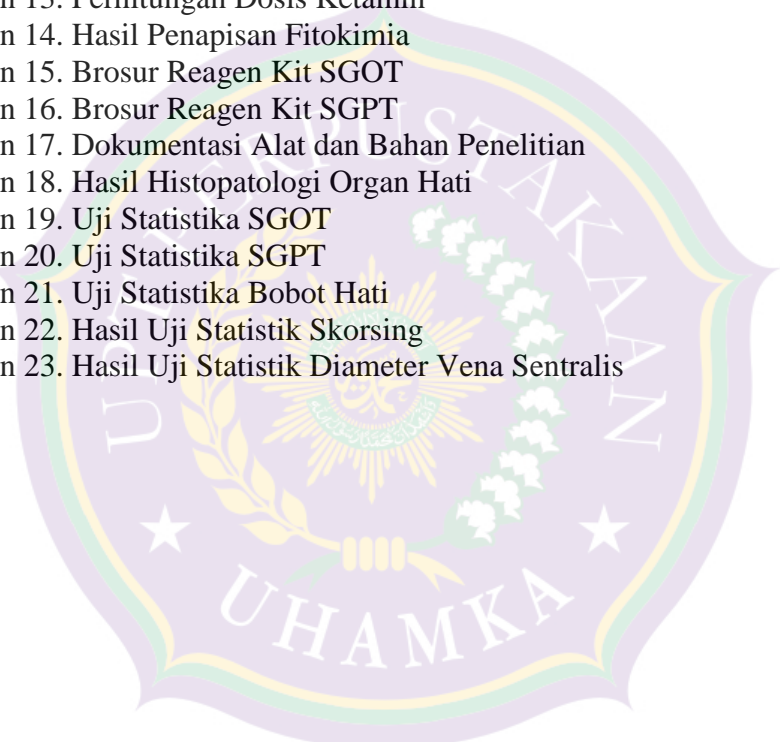 n 13. Perhitungan Dosis Ketamin
n 14. Hasil Penapisan Fitokimia
n 15. Brosur Reagen Kit SGOT
n 16. Brosur Reagen Kit SGPT
n 17. Dokumentasi Alat dan Bahan Penelitian
n 18. Hasil Histopatologi Organ Hati
n 19. Uji Statistika SGOT
n 20. Uji Statistika SGPT
n 21. Uji Statistika Bobot Hati
n 22. Hasil Uji Statistik Skorsing
n 23. Hasil Uji Statistik Diameter Vena Sentralis
UPT PERPUSTAKAAN
UHAMKA